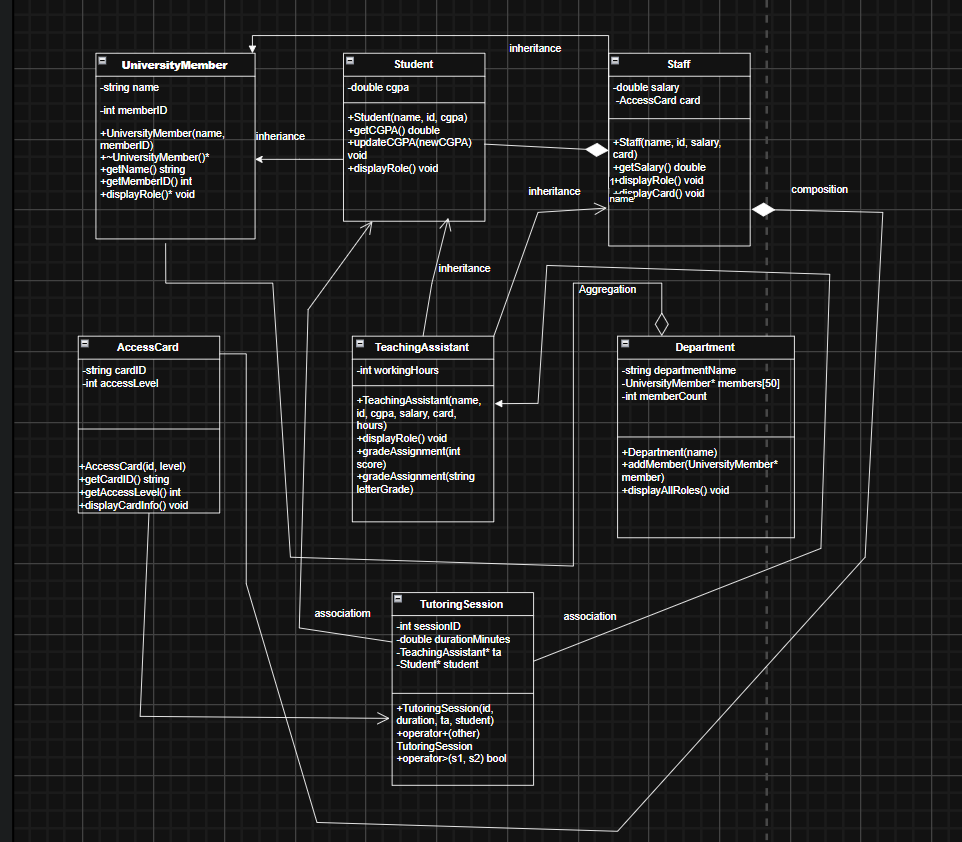 inheritance
UniversityMember
-string name
-int memberID
+UniversityMember(name,
memberID)
+~UniversityMember()*
+getName() string
+getMemberID() int
+displayRole()* void
inheriance
Student
-double cgpa
+Student(name, id, cgpa)
+getCGPA() double
+updateCGPA(newCGPA)
void
+displayRole() void
Staff
-double salary
-AccessCard card
+Staff(name, id, salary,
card)
+getSalary() double
1
+displayRole() void
+displayCard() void
name
inheritance
composition
inheritance
Aggregation
AccessCard
-string cardID
-int accessLevel
+AccessCard(id, level)
+getCardID() string
+getAccessLevel() int
+displayCardInfo() void
TeachingAssistant
-int workingHours
+TeachingAssistant(name,
id, cgpa, salary, card,
hours)
+displayRole() void
+gradeAssignment(int
score)
+gradeAssignment(string
letterGrade)
Department
-string departmentName
-UniversityMember* members[50]
-int memberCount
+Department(name)
+addMember(UniversityMember*
member)
+displayAllRoles() void
associatiom
association
TutoringSession
-int sessionID
-double durationMinutes
-TeachingAssistant* ta
-Student* student
+TutoringSession(id,
duration, ta, student)
+operator+(other)
TutoringSession
+operator>(s1, s2) bool